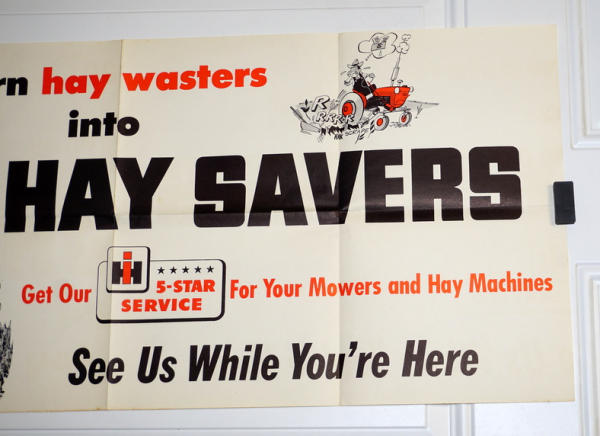 rn hay wasters
into
HAY SAVERS
Get Our IH 5-STAR SERVICE For Your Mowers and Hay Machines
See Us While You're Here